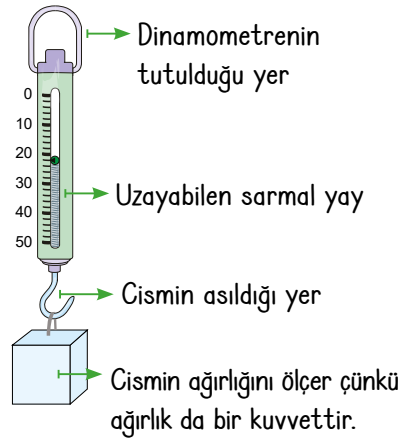 Dinamometrenin
tutulduğu yer
0
10
20
30
40
50
Uzayabilen sarmal yay
Cismin asıldığı yer
Cismin ağırlığını ölçer çünkü
ağırlık da bir kuvvettir.